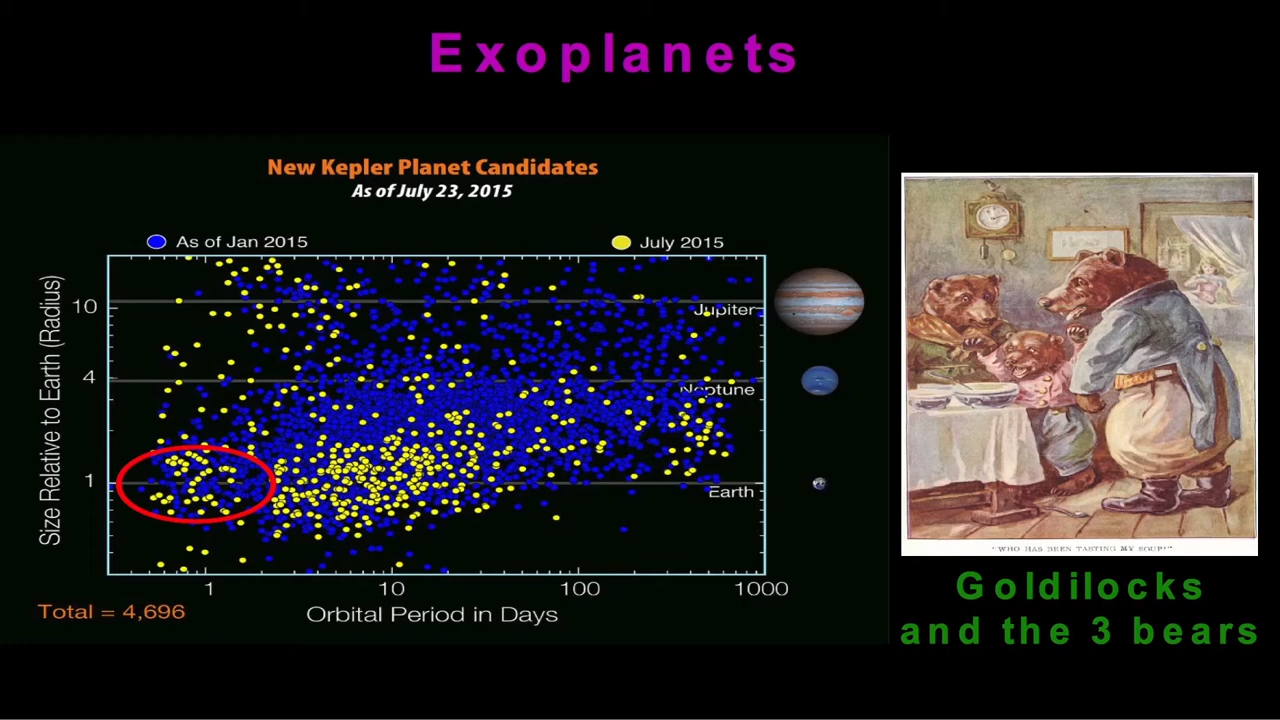 Exoplanets
New Kepler Planet Candidates
As of July 23, 2015
As of Jan 2015
July 2015
Size Relative to Earth (Radius)
10
4
1
Jupiter
Neptune
Earth
1
10
100
1000
Total = 4,696
Orbital Period in Days
"WHO HAS BEEN TASTING MY SOUP?"
Goldilocks
and the 3 bears